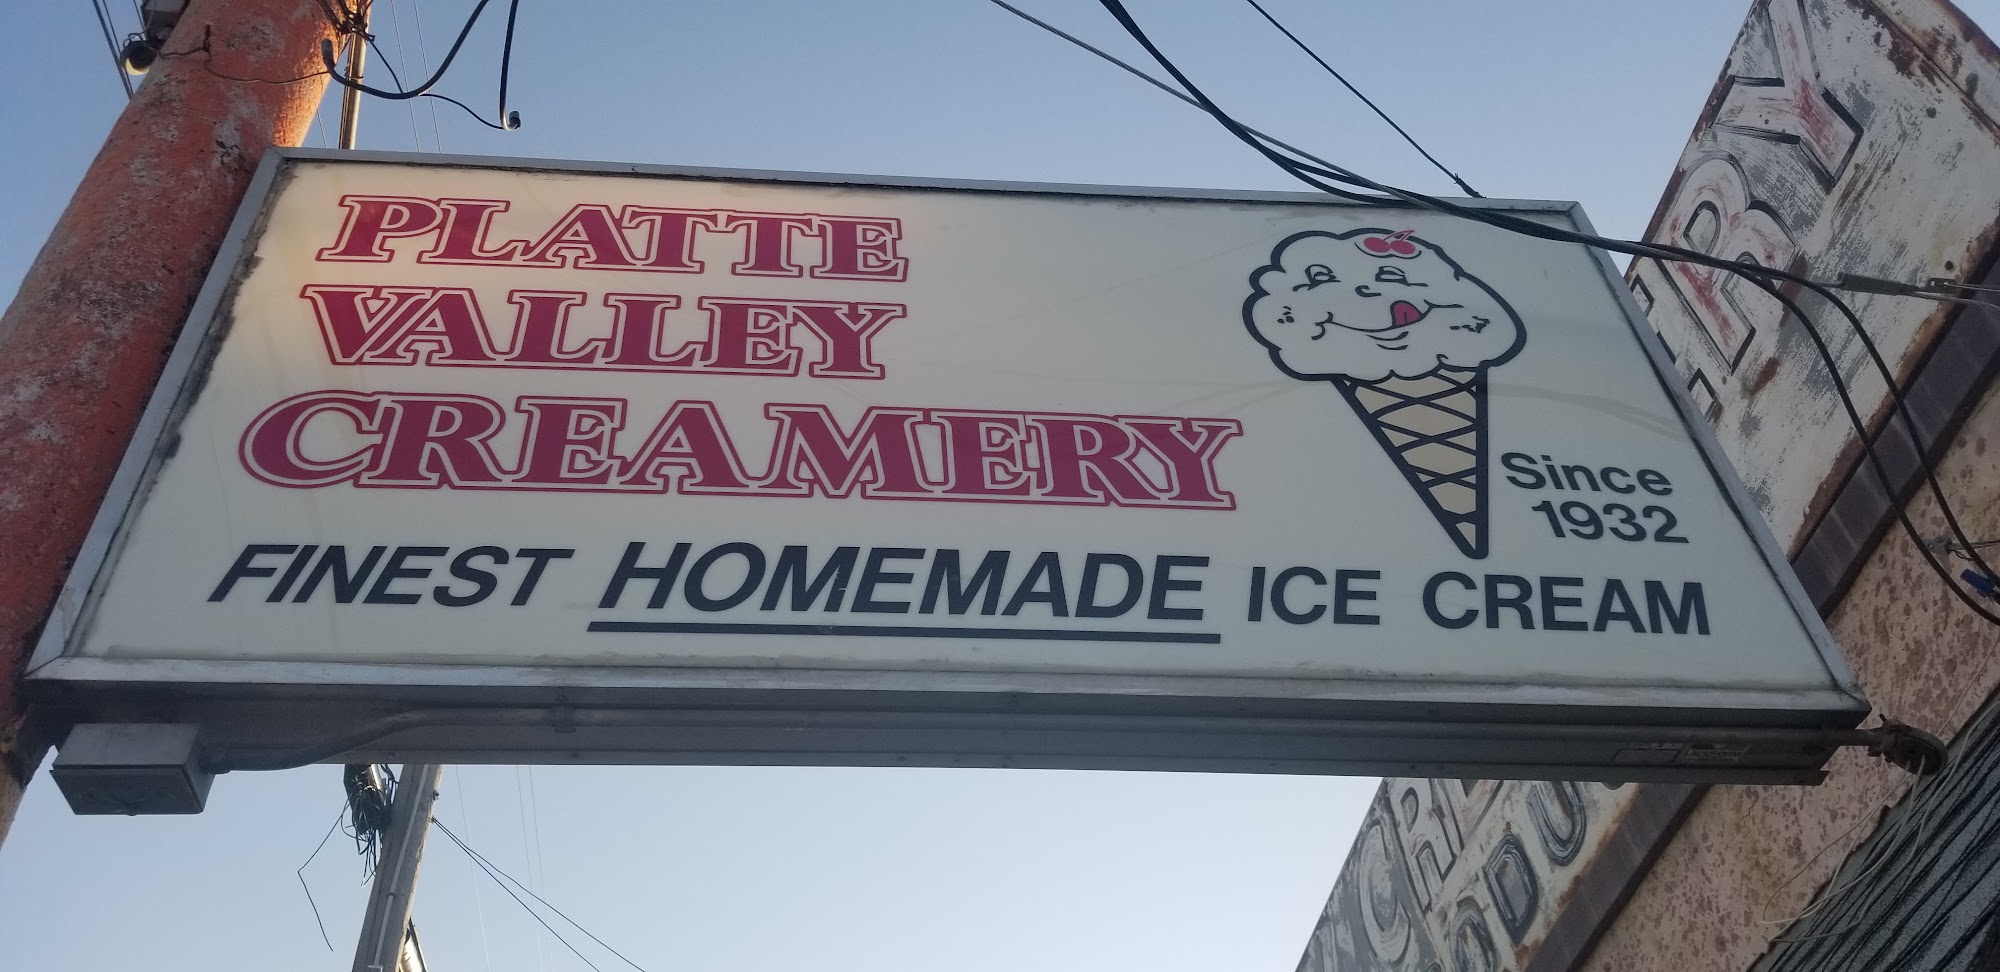 PLATTE
VALLEY
CREAMERY
Since
1932
FINEST HOMEMADE ICE CREAM